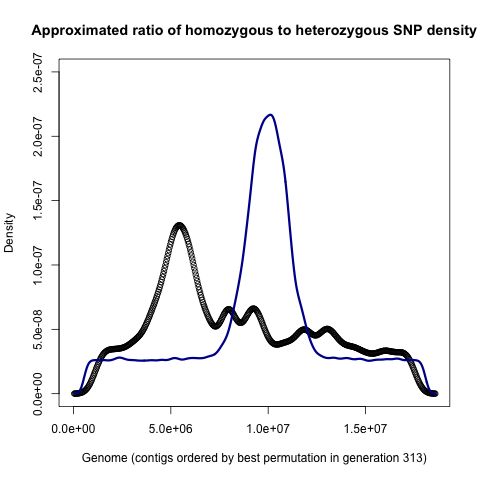 Approximated ratio of homozygous to heterozygous SNP density
Density
2.5e-07
2.0e-07
1.5e-07
1.0e-07
5.0e-08
0.0e+00
0.0e+00 5.0e+06 1.0e+07 1.5e+07
Genome (contigs ordered by best permutation in generation 313)